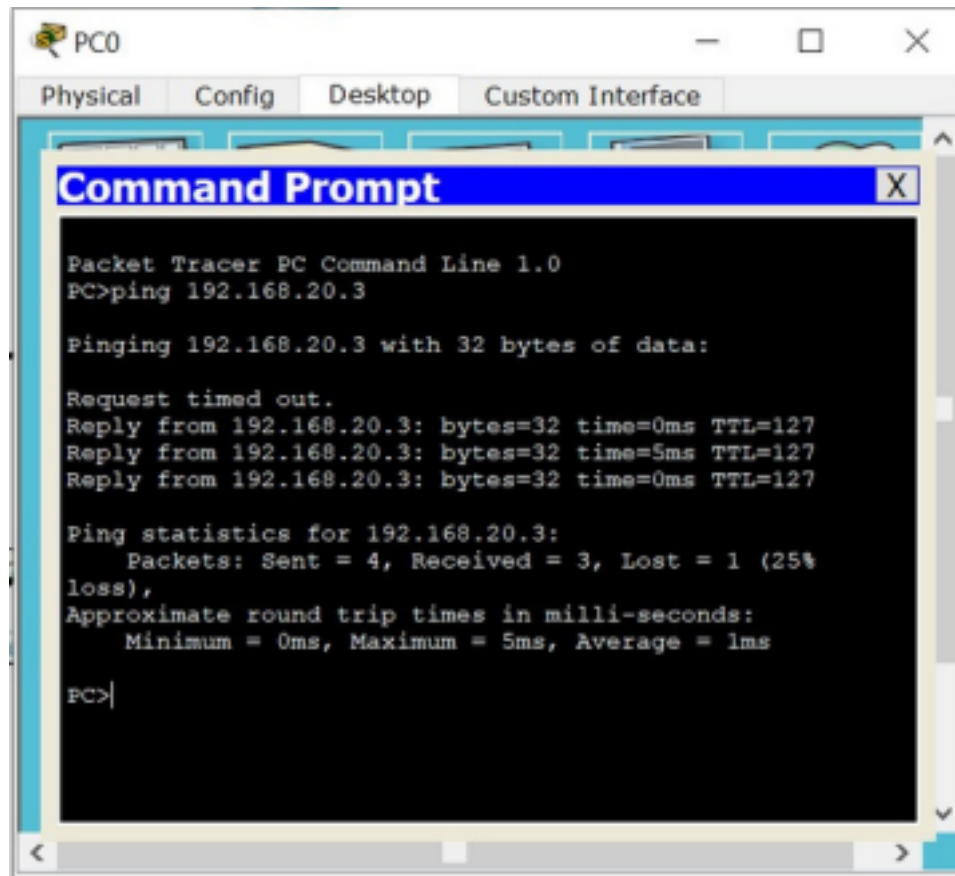 PC0
Physical Config Desktop Custom Interface
Command Prompt
X
Packet Tracer PC Command Line 1.0
PC>ping 192.168.20.3
Pinging 192.168.20.3 with 32 bytes of data:
Request timed out.
Reply from 192.168.20.3: bytes=32 time=0ms TTL=127
Reply from 192.168.20.3: bytes=32 time=5ms TTL=127
Reply from 192.168.20.3: bytes=32 time=0ms TTL=127
Ping statistics for 192.168.20.3:
Packets: Sent = 4, Received = 3, Lost = 1 (25%
loss),
Approximate round trip times in milli-seconds:
Minimum = 0ms, Maximum = 5ms, Average = 1ms
PC>